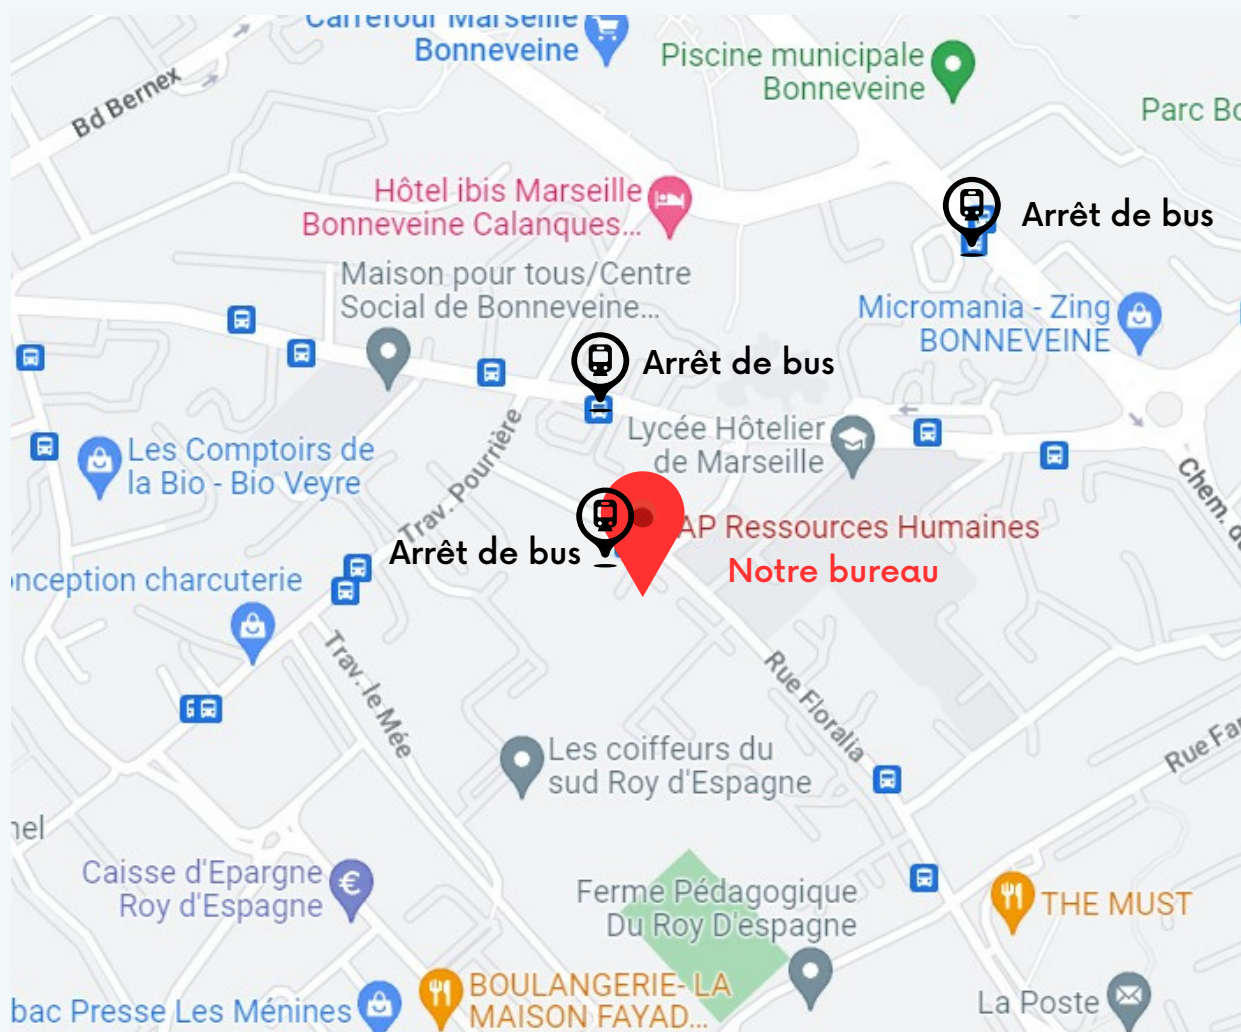 Carrefour Marseille
Bonneveine
Piscine municipale
Bonneveine
Parc Bo
Bd Bernex
Hôtel ibis Marseille
Bonneveine Calanques...
Arrêt de bus
Maison pour tous/Centre
Social de Bonneveine...
Micromania - Zing
BONNEVEINE
Arrêt de bus
Lycée Hôtelier
de Marseille
Les Comptoirs de
la Bio - Bio Veyre
Trav. Pourrière
Chem. du
AP Ressources Humaines
Arrêt de bus
Notre bureau
nception charcuterie
Trav. le Mée
Rue Floralia
Rue Far
Les coiffeurs du
sud Roy d'Espagne
nel
Caisse d'Epargne
Roy d'Espagne
Ferme Pédagogique
Du Roy D'espagne
THE MUST
BOULANGERIE- LA
MAISON FAYAD...
La Poste
bac Presse Les Ménines